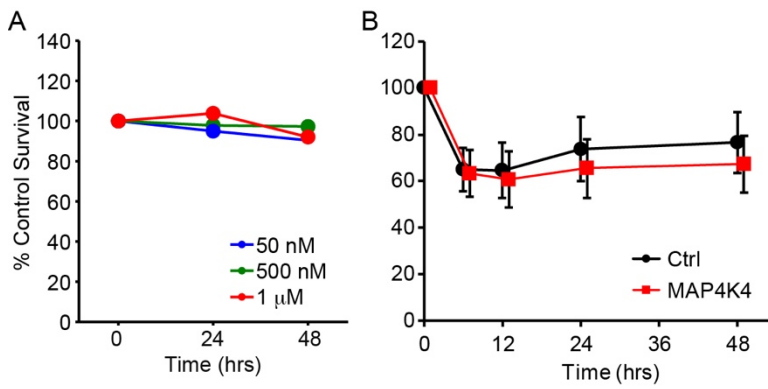 A
% Control Survival
140
120
100
80
60
40
20
0
50 nM
500 nM
1 μM
0 24 48
Time (hrs)
B
120
100
80
60
40
20
0
Ctrl
MAP4K4
0 12 24 36 48
Time (hrs)